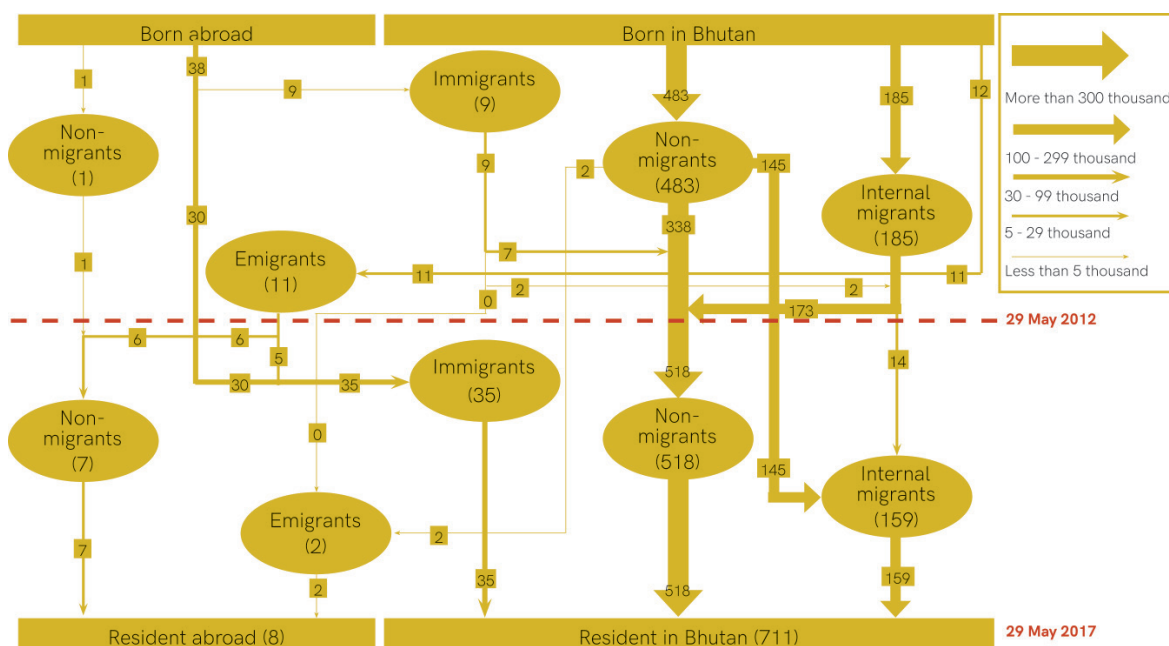 Born abroad
Born in Bhutan
38
1
9
Immigrants
(9)
483
185
12
More than 300 thousand
100 - 299 thousand
30 - 99 thousand
5 - 29 thousand
Less than 5 thousand
Non-
migrants
(1)
9
2
Non-
migrants
(483)
145
30
338
Internal
migrants
(185)
1
Emigrants
(11)
7
11
11
0
2
2
173
29 May 2012
6
6
5
14
30
35
Immigrants
(35)
518
Non-
migrants
(7)
0
Non-
migrants
(518)
145
Internal
migrants
(159)
Emigrants
(2)
2
7
2
35
518
159
Resident abroad (8)
Resident in Bhutan (711)
29 May 2017